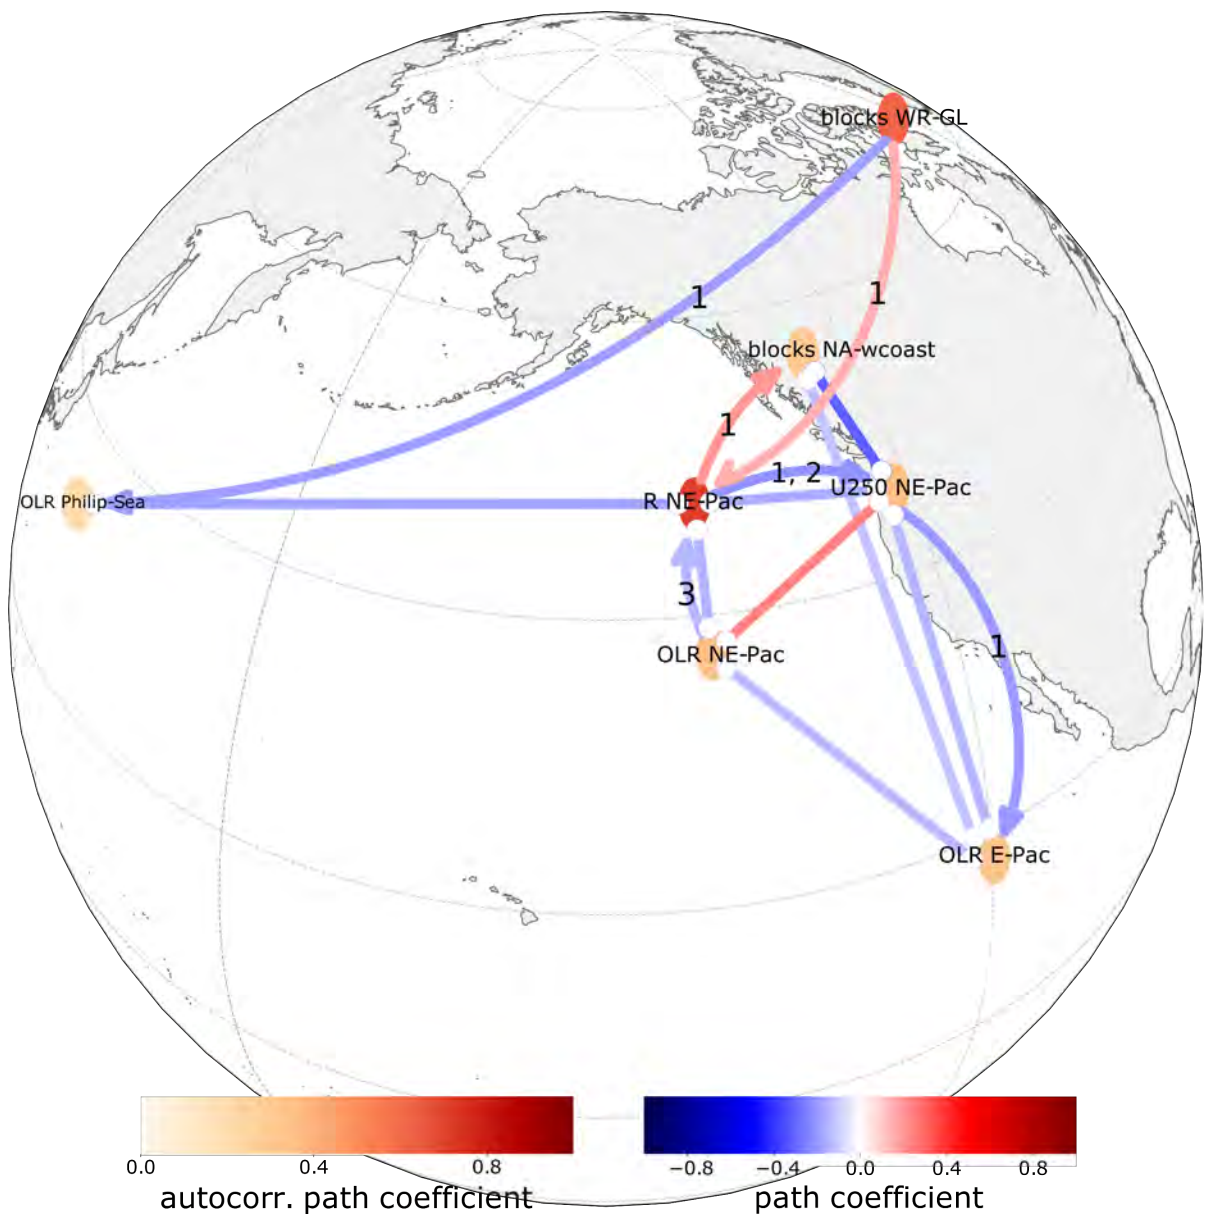 blocks WR-GL
1
1
blocks NA-wcoast
1
1, 2
U250 NE-Pac
OLR Philip-Sea
R NE-Pac
3
1
OLR NE-Pac
OLR E-Pac
0.0 0.4 0.8
autocorr. path coefficient
−0.8 −0.4 0.0 0.4 0.8
path coefficient